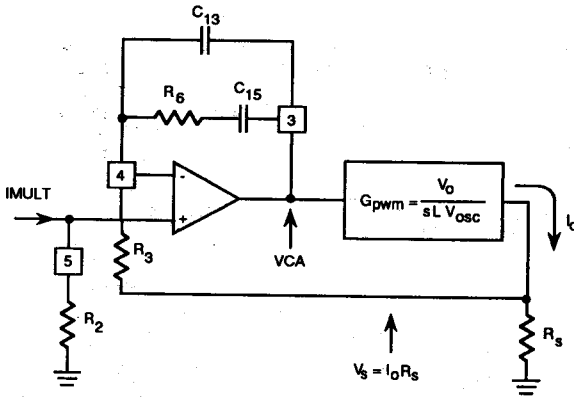 C13
R6
C15
3
4
-
IMULT
+
Gpwm = Vo / sL Vosc
Io
5
R3
VCA
R2
Rs
Vs = IoRs